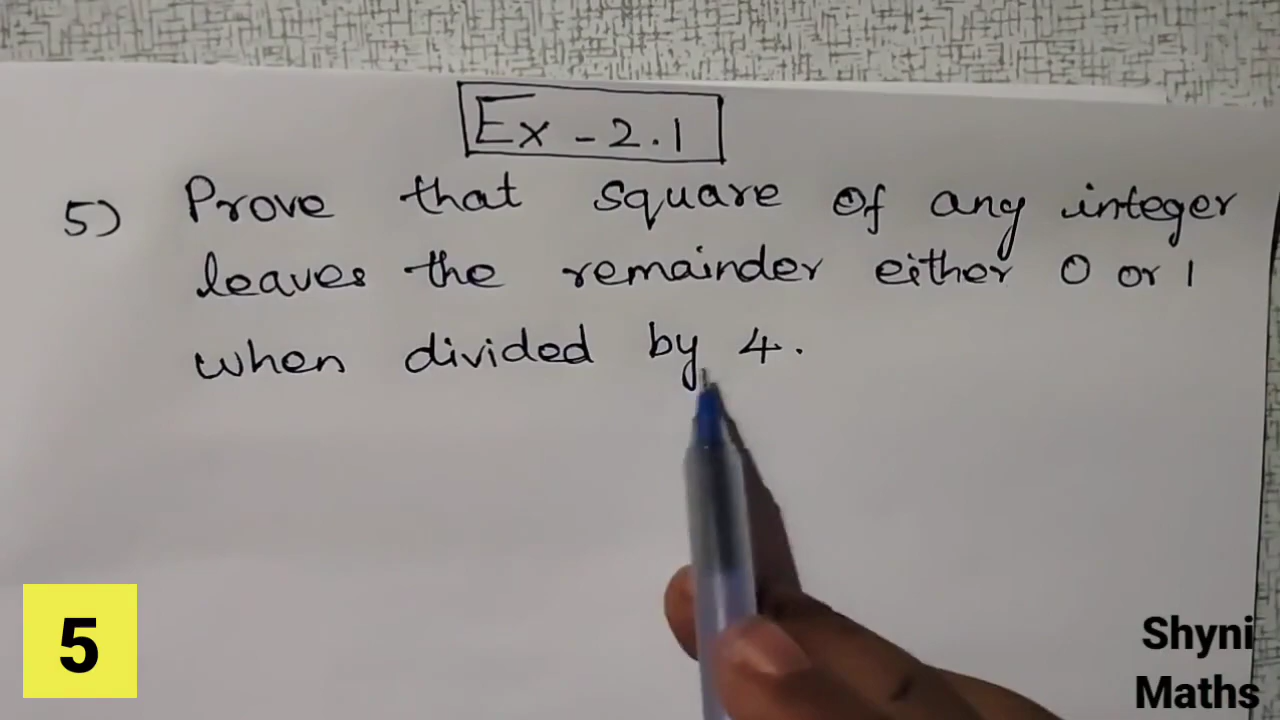 Ex - 2.1
5) Prove that square of any integer
leaves the remainder either 0 or 1
when divided by 4.
5
Shyni
Maths